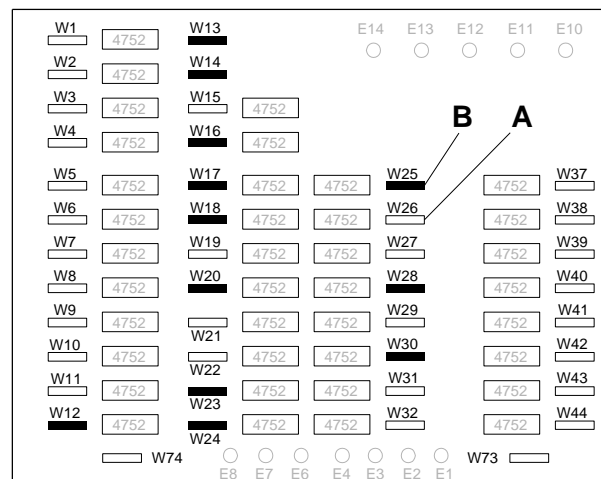 W1 4752 W13 E14 E13 E12 E11 E10
W2 4752 W14
W3 4752 W15 4752
W4 4752 W16 4752 B A
W5 4752 W17 4752 4752 W25 4752 W37
W6 4752 W18 4752 4752 W26 4752 W38
W7 4752 W19 4752 4752 W27 4752 W39
W8 4752 W20 4752 4752 W28 4752 W40
W9 4752 W21 4752 4752 W29 4752 W41
W10 4752 W22 4752 4752 W30 4752 W42
W11 4752 W23 4752 4752 W31 4752 W43
W12 4752 W24 4752 4752 W32 4752 W44
W74 E8 E7 E6 E4 E3 E2 E1 W73